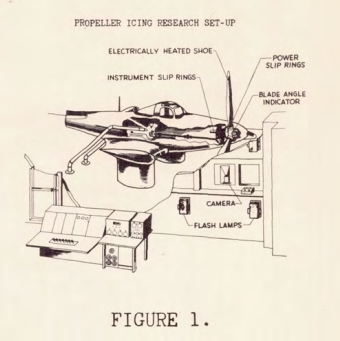 PROPELLER ICING RESEARCH SET-UP
ELECTRICALLY HEATED SHOE
POWER
SLIP RINGS
INSTRUMENT SLIP RINGS
BLADE ANGLE
INDICATOR
CAMERA
FLASH LAMPS
FIGURE 1.